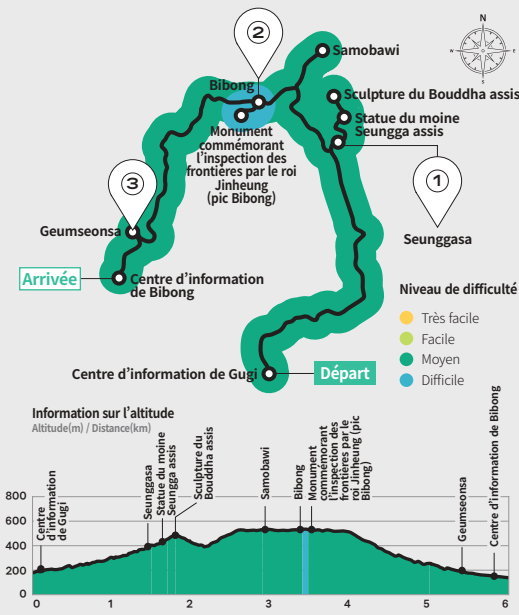 N
W
E
S
2
Samobawi
Bibong
Sculpture du Bouddha assis
Statue du moine
Seungga assis
Monument
commémorant
l'inspection des
frontières par le roi
Jinheung
(pic Bibong)
3
1
Geumseonsa
Seunggasa
Arrivée
Centre d'information
de Bibong
Niveau de difficulté
Très facile
Facile
Moyen
Difficile
Centre d'information de Gugi
Départ
Information sur l'altitude
Altitude(m) / Distance(km)
Centre
d'information
de Gugi
Seunggasa
Statue du moine
Seungga assis
Sculpture du
Bouddha assis
Samobawi
Bibong
Monument
commémorant
l'inspection des
frontières par le
roi Jinheung (pic
Bibong)
Geumseonsa
Centre d'information de Bibong
800
600
400
200
0
0 1 2 3 4 5 6